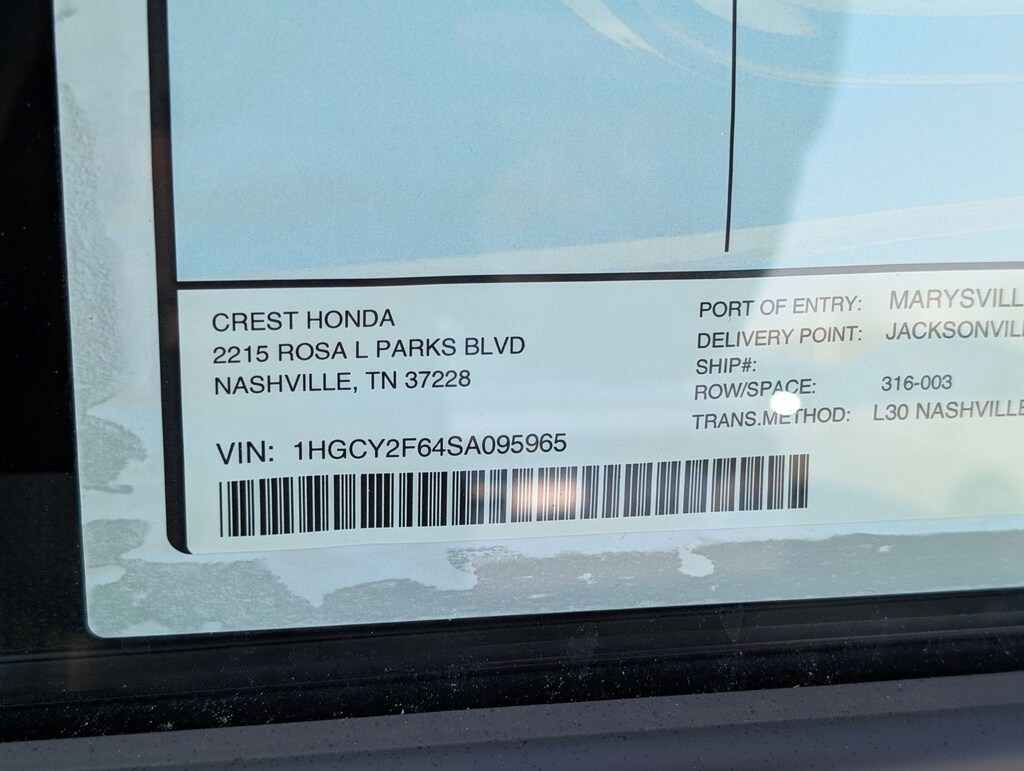 CREST HONDA
2215 ROSA L PARKS BLVD
NASHVILLE, TN 37228
VIN: 1HGCY2F64SA095965
PORT OF ENTRY: MARYSVILL
DELIVERY POINT: JACKSONVIL
SHIP#:
ROW/SPACE: 316-003
TRANS.METHOD: L30 NASHVILLE